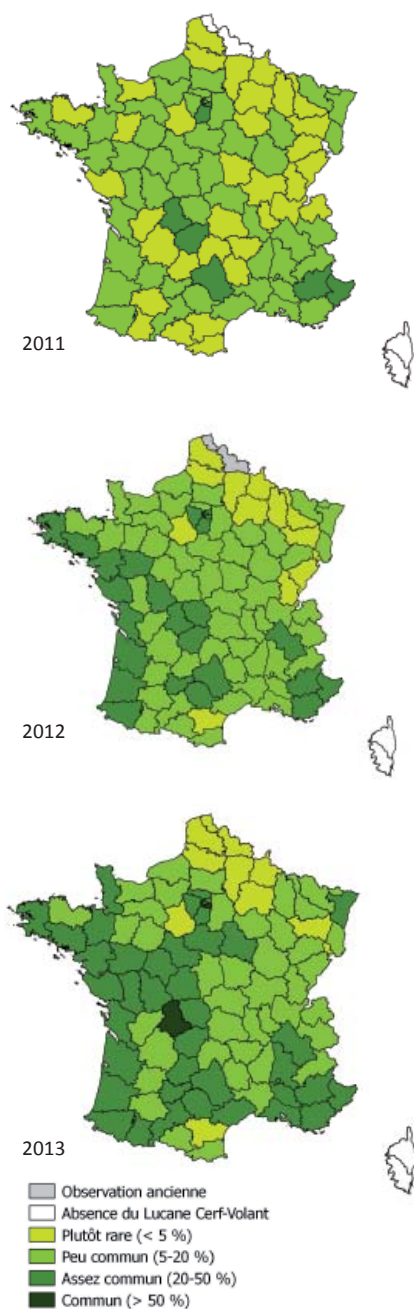 2011
2012
2013
Observation ancienne
Absence du Lucane Cerf-Volant
Plutôt rare (< 5 %)
Peu commun (5-20 %)
Assez commun (20-50 %)
Commun (> 50 %)